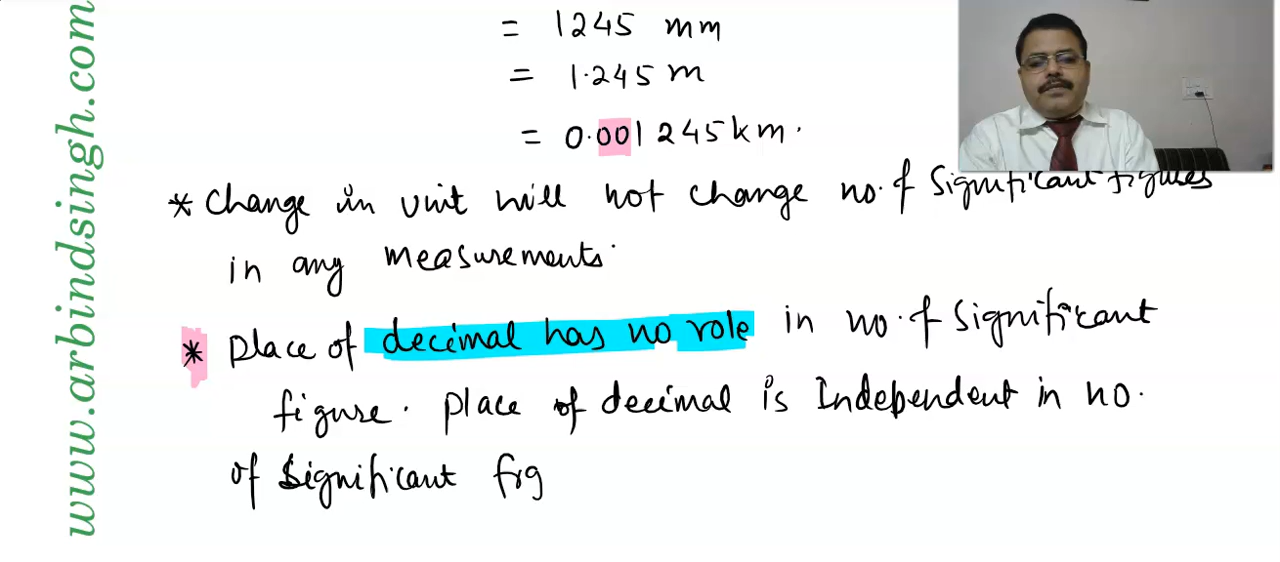 www.arbindsingh.com
= 1245 mm
= 1.245 m
= 0.001245 km.
* Change in unit will not change no. of Significant figures
in any measurements.
* Place of decimal has no role in no. of Significant
figure. place of decimal is Independent in no.
of Significant fig